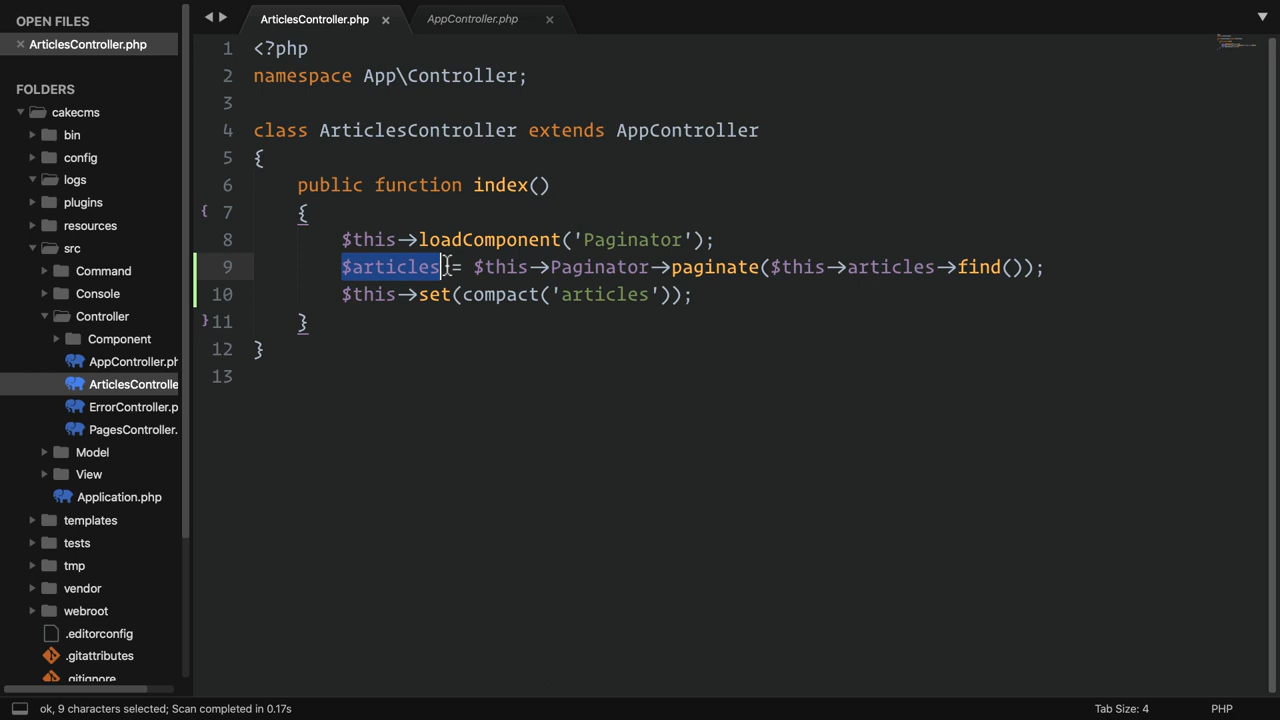 OPEN FILES
× ArticlesController.php
FOLDERS
cakecms
bin
config
logs
plugins
resources
src
Command
Console
Controller
Component
AppController.ph
ArticlesControlle
ErrorController.p
PagesController.
Model
View
Application.php
templates
tests
tmp
vendor
webroot
.editorconfig
.gitattributes
.gitignore
ArticlesController.php × AppController.php ×
1 <?php
2 namespace App\Controller;
3
4 class ArticlesController extends AppController
5 {
6 public function index()
{ 7 {
8 $this->loadComponent('Paginator');
9 $articles = $this->Paginator->paginate($this->articles->find());
10 $this->set(compact('articles'));
} 11 }
12 }
13
ok, 9 characters selected; Scan completed in 0.17s Tab Size: 4 PHP